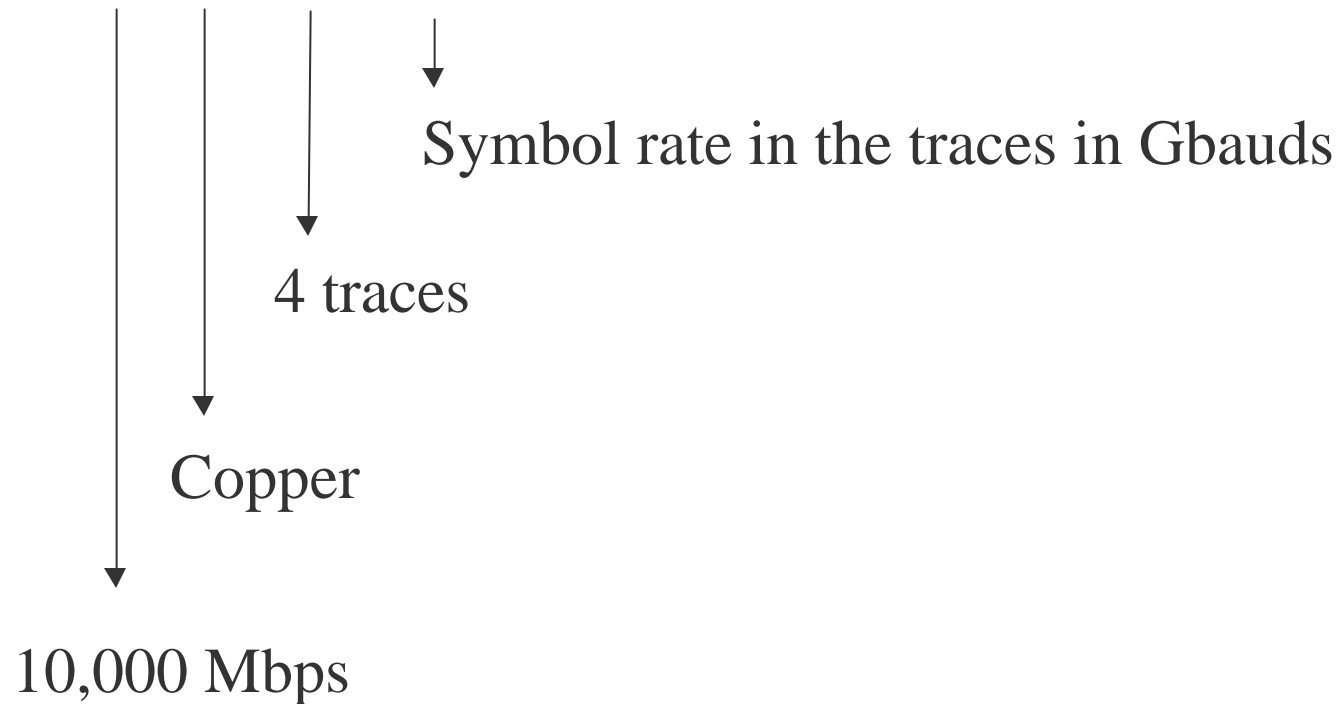 Symbol rate in the traces in Gbauds
4 traces
Copper
10,000 Mbps